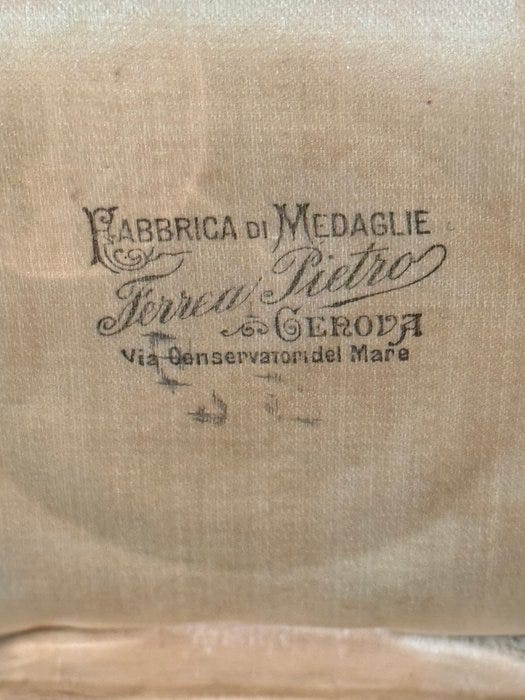 FABBRICA DI MEDAGLIE
Ferrea Pietro
GENOVA
Via Conservatori del Mare